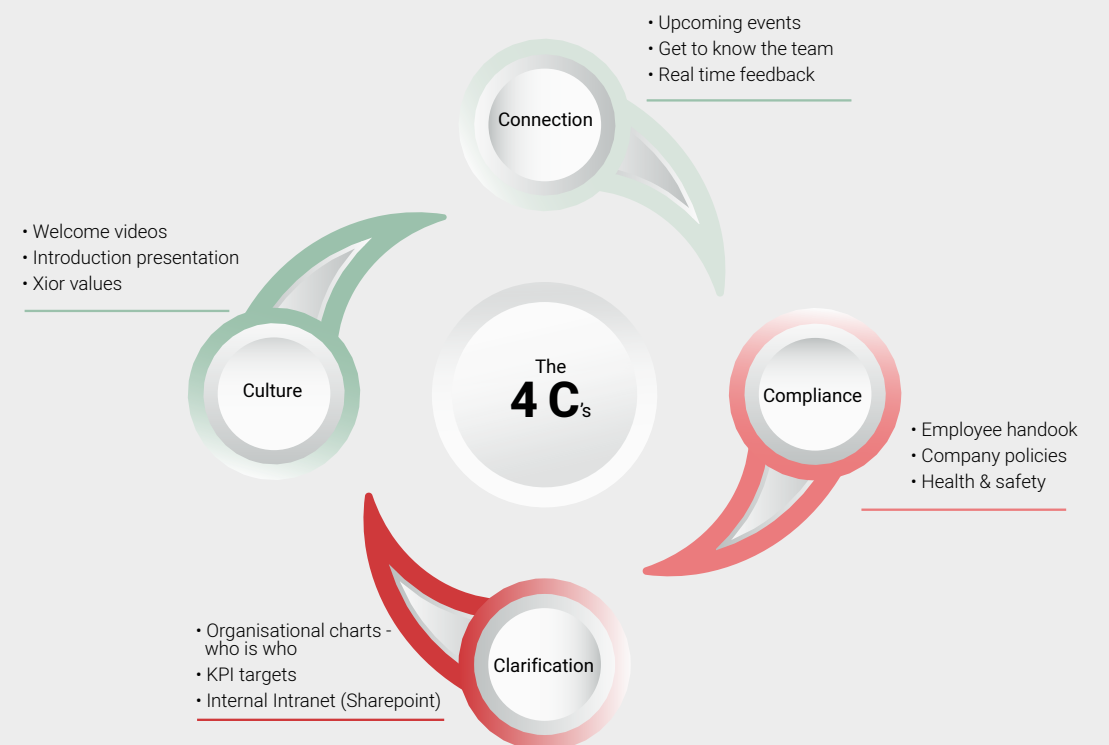 • Upcoming events
• Get to know the team
• Real time feedback
Connection
• Welcome videos
• Introduction presentation
• Xior values
Culture
The
4 C's
Compliance
• Employee handook
• Company policies
• Health & safety
• Organisational charts -
who is who
• KPI targets
• Internal Intranet (Sharepoint)
Clarification